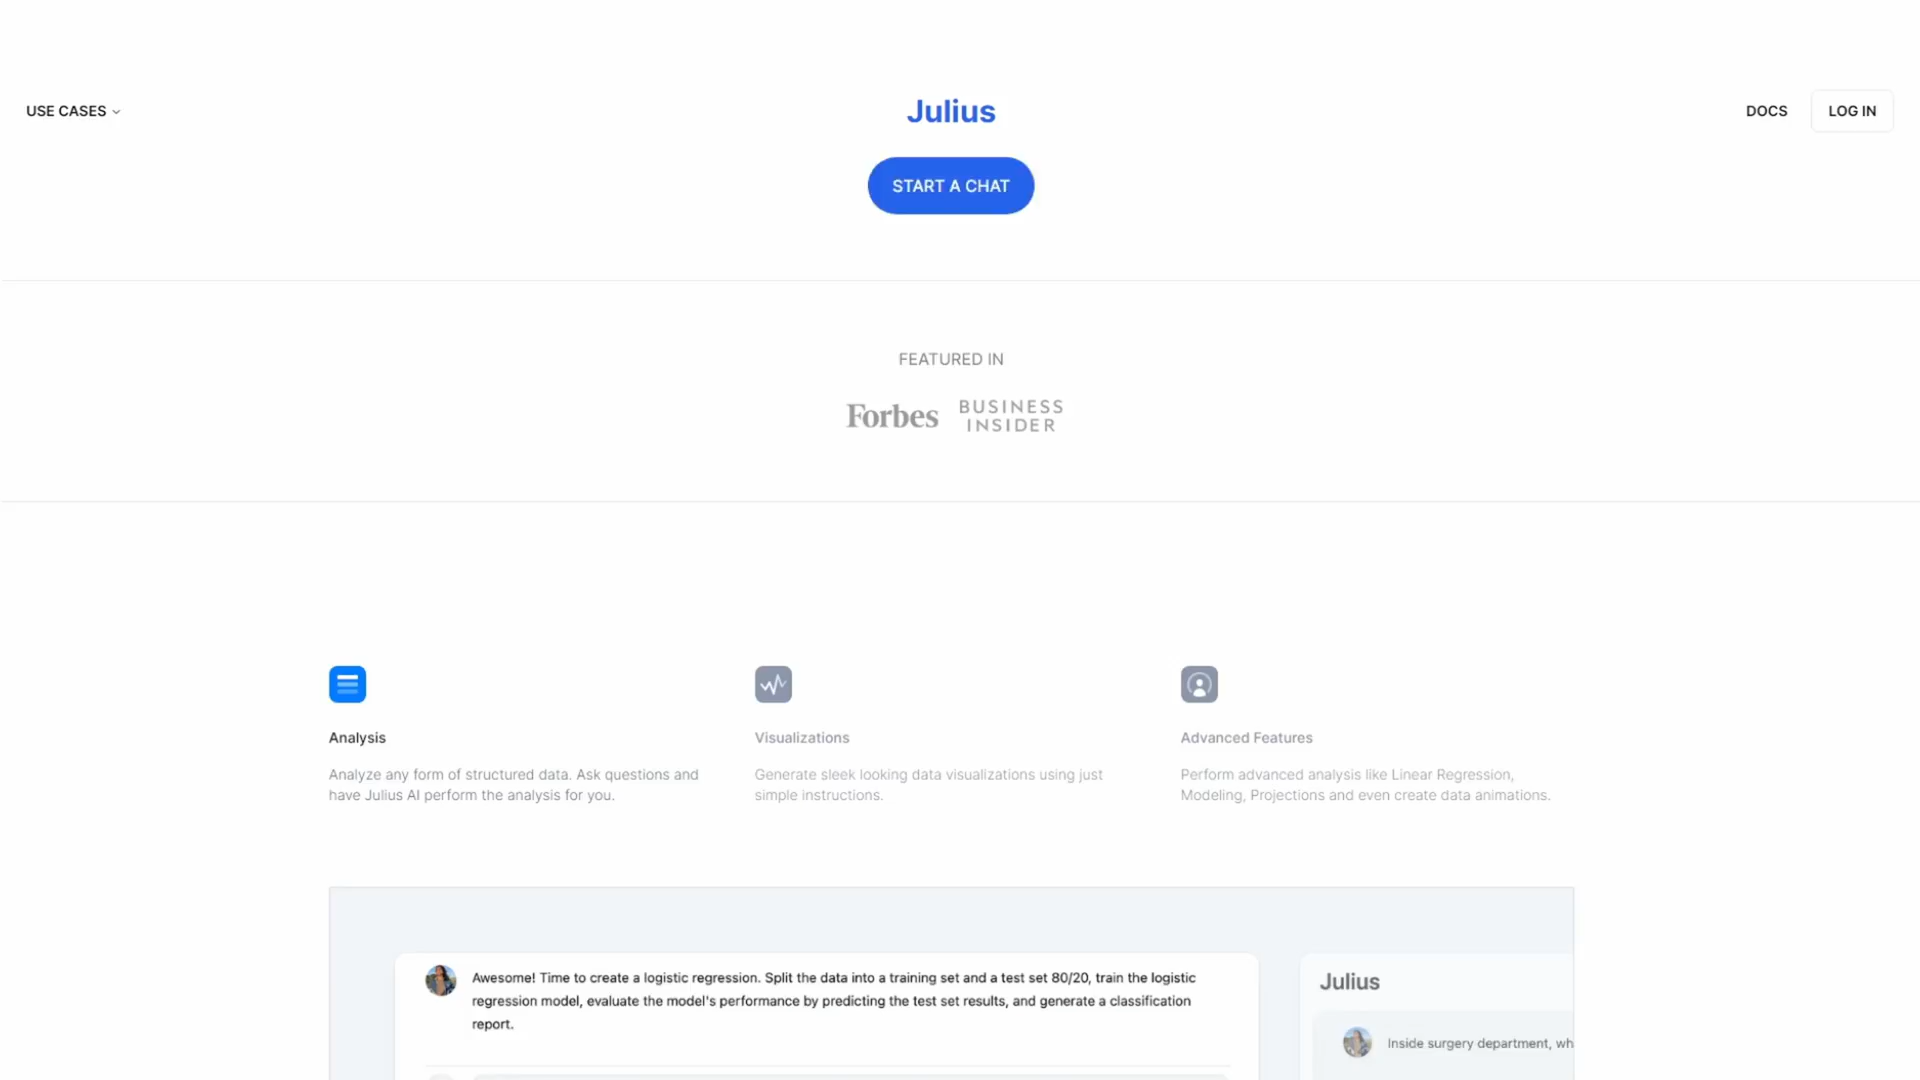 USE CASES
Julius
DOCS
LOG IN
START A CHAT
FEATURED IN
Forbes
BUSINESS
INSIDER
Analysis
Analyze any form of structured data. Ask questions and
have Julius AI perform the analysis for you.
Visualizations
Generate sleek looking data visualizations using just
simple instructions.
Advanced Features
Perform advanced analysis like Linear Regression,
Modeling, Projections and even create data animations.
Awesome! Time to create a logistic regression. Split the data into a training set and a test set 80/20, train the logistic
regression model, evaluate the model's performance by predicting the test set results, and generate a classification
report.
Julius
Inside surgery department, wh